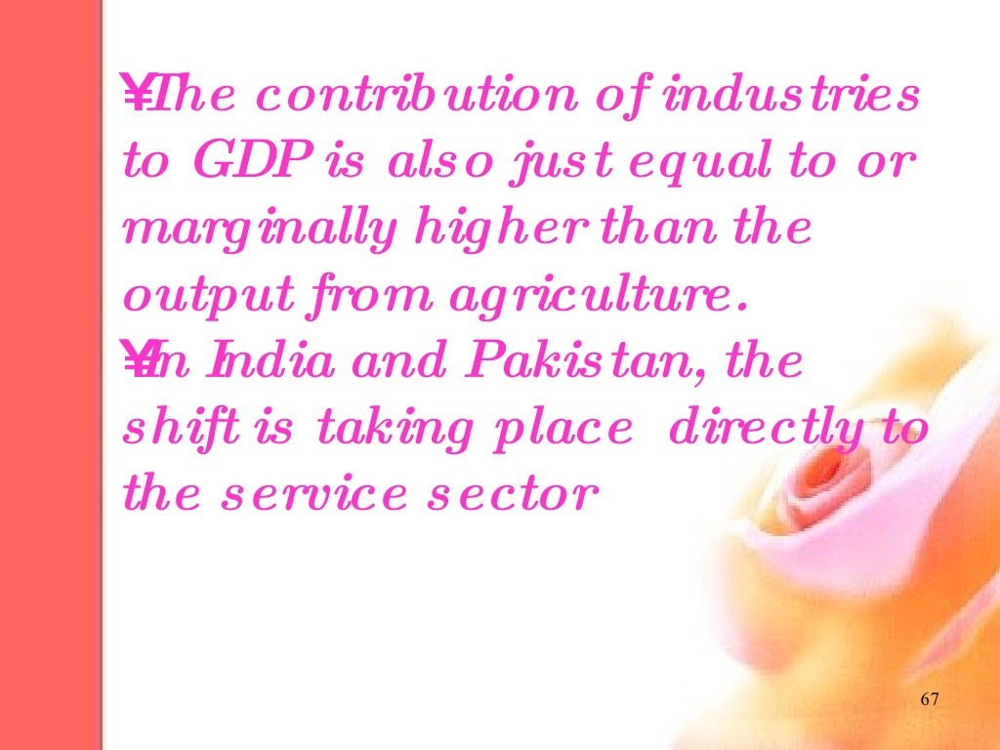 ¥The contribution of industries
to GDP is also just equal to or
marginally higher than the
output from agriculture.
¥In India and Pakistan, the
shift is taking place directly to
the service sector
67